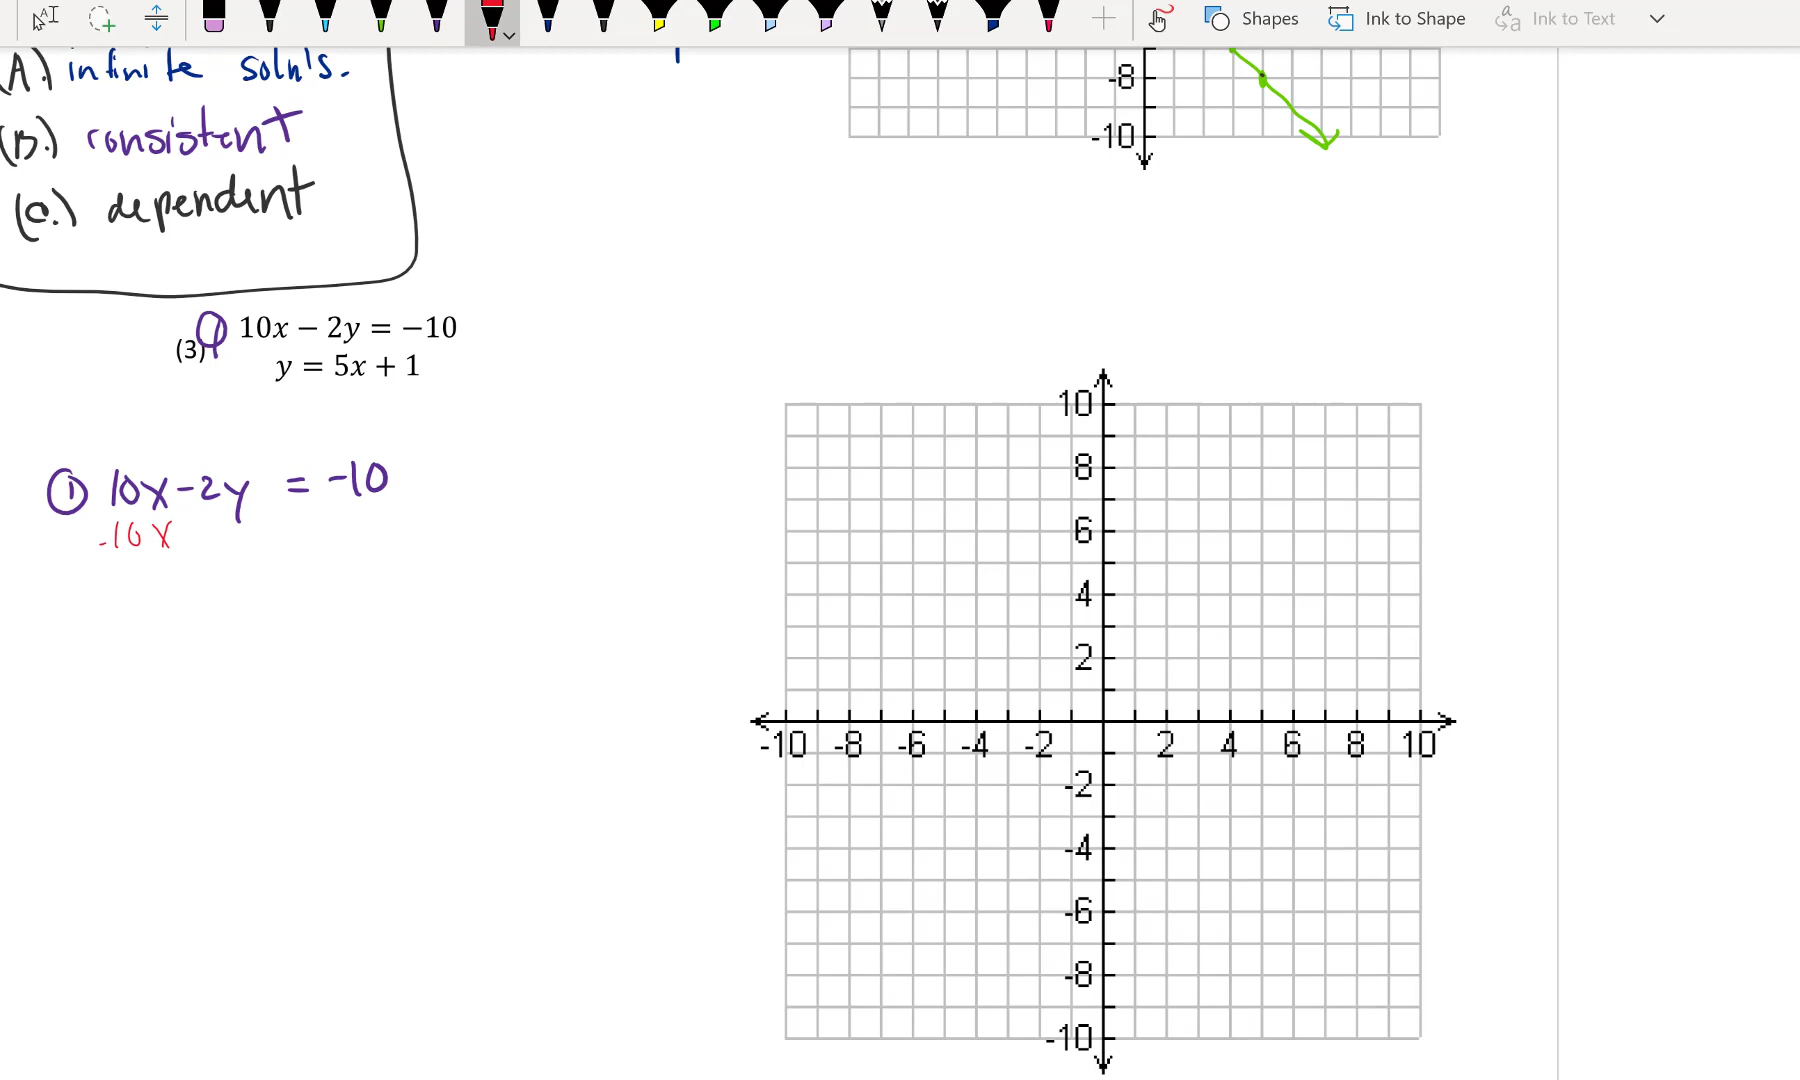 Shapes Ink to Shape Ink to Text
(A.) infinite soln's.
(B.) consistent
(C.) dependent
-8
-10
(3) 1 10x − 2y = −10
y = 5x + 1
① 10x-2y = -10
-10x
10
8
6
4
2
-10 -8 -6 -4 -2 2 4 6 8 10
-2
-4
-6
-8
-10